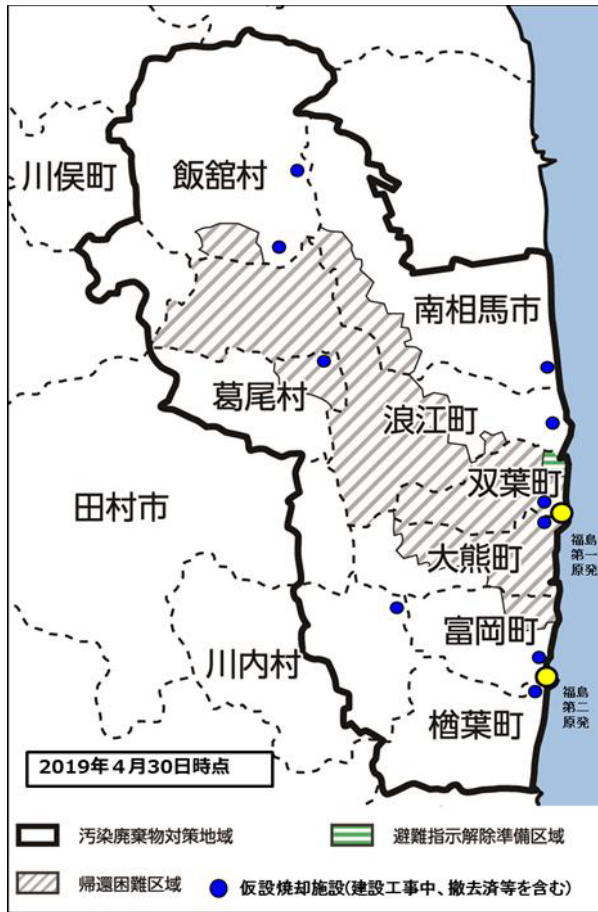 川俣町
飯舘村
南相馬市
葛尾村
浪江町
双葉町
田村市
大熊町
福島
第一
原発
富岡町
川内村
福島
第二
原発
楢葉町
2019年4月30日時点
汚染廃棄物対策地域
避難指示解除準備区域
帰還困難区域
仮設焼却施設(建設工事中、撤去済等を含む)